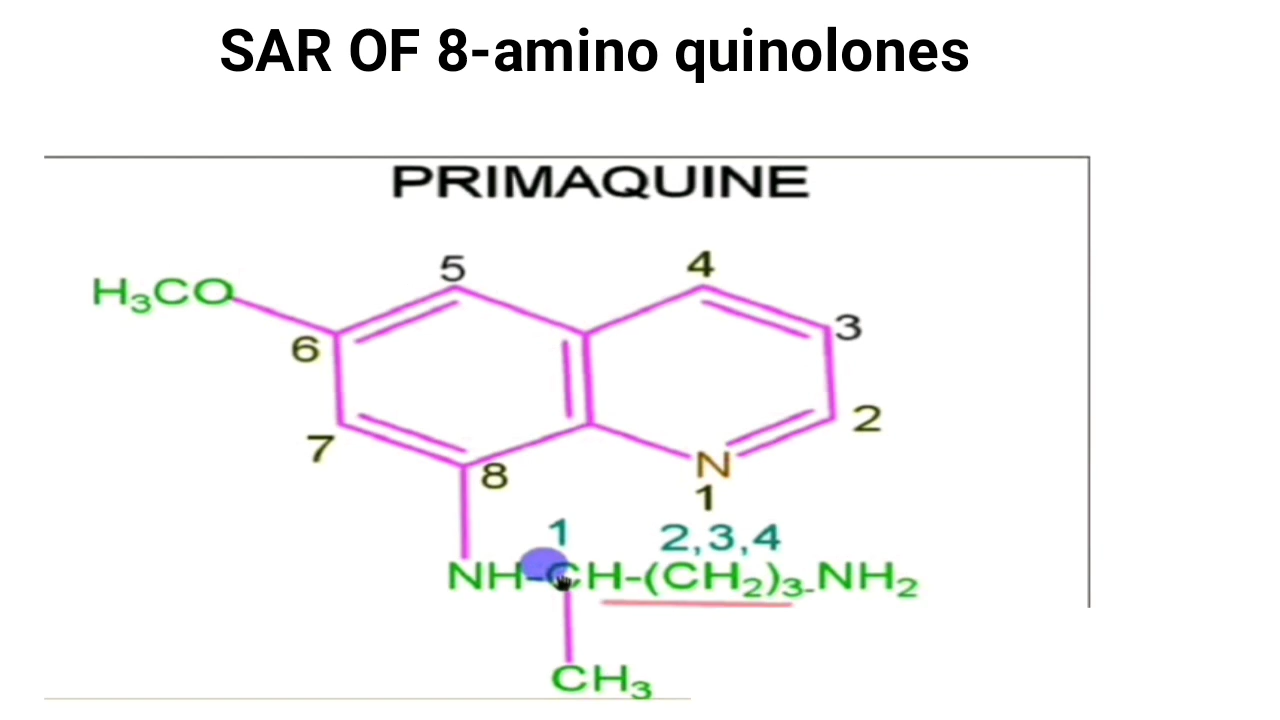 SAR OF 8-amino quinolones
PRIMAQUINE
5
4
H₃CO
3
6
2
7
8
N
1
1
2,3,4
NH-CH-(CH₂)₃-NH₂
CH₃